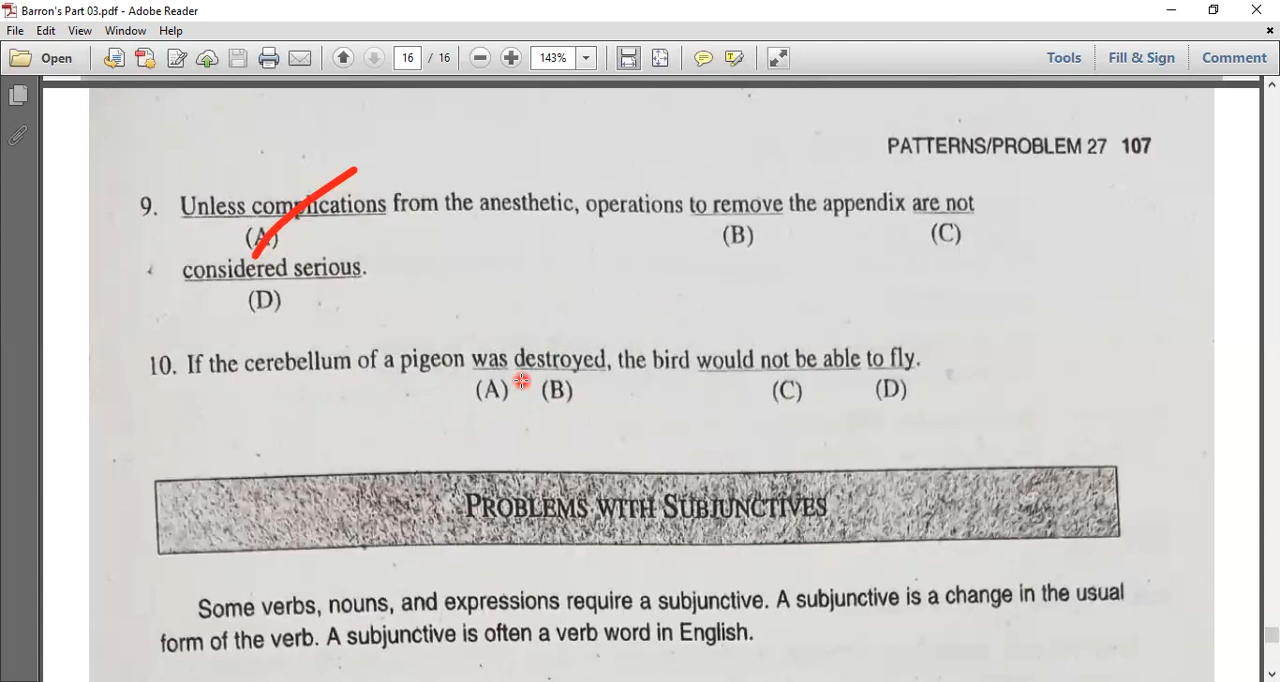 Barron's Part 03.pdf - Adobe Reader
File Edit View Window Help
Open 16 / 16 143% Tools Fill & Sign Comment
PATTERNS/PROBLEM 27 107
9. Unless complications from the anesthetic, operations to remove the appendix are not
(A) (B) (C)
considered serious.
(D)
10. If the cerebellum of a pigeon was destroyed, the bird would not be able to fly.
(A) (B) (C) (D)
PROBLEMS WITH SUBJUNCTIVES
Some verbs, nouns, and expressions require a subjunctive. A subjunctive is a change in the usual
form of the verb. A subjunctive is often a verb word in English.